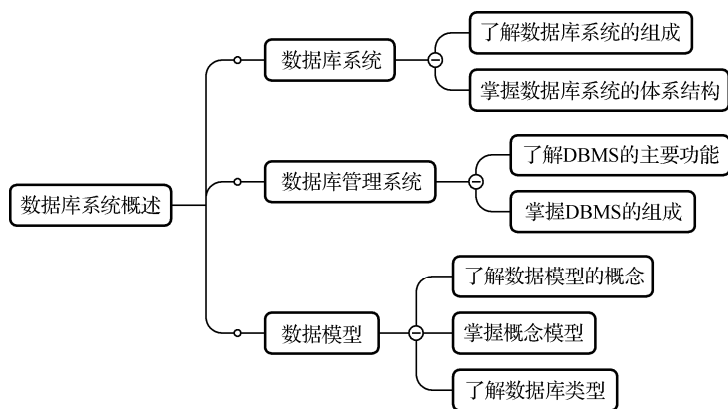 数据库系统概述
数据库系统
了解数据库系统的组成
掌握数据库系统的体系结构
数据库管理系统
了解DBMS的主要功能
掌握DBMS的组成
数据模型
了解数据模型的概念
掌握概念模型
了解数据库类型